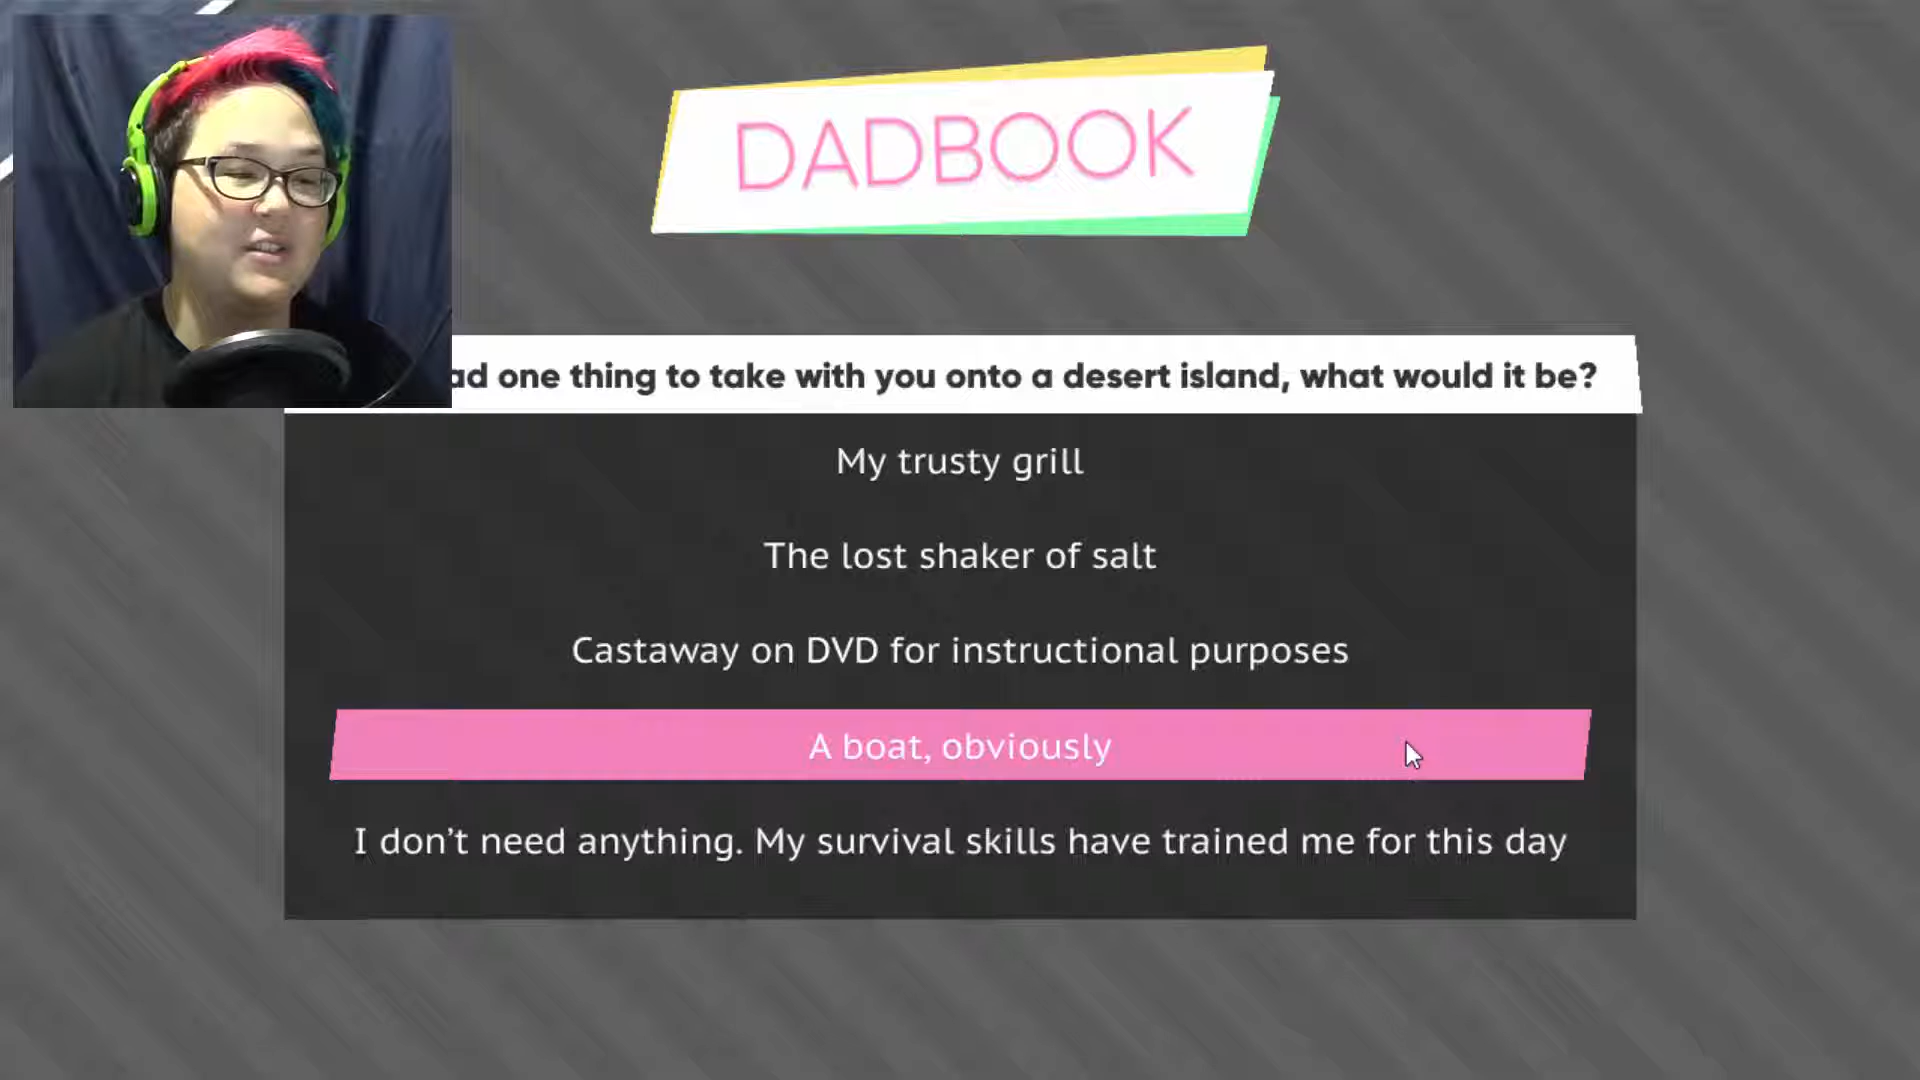 DADBOOK
one thing to take with you onto a desert island, what would it be?
My trusty grill
The lost shaker of salt
Castaway on DVD for instructional purposes
A boat, obviously
I don't need anything. My survival skills have trained me for this day